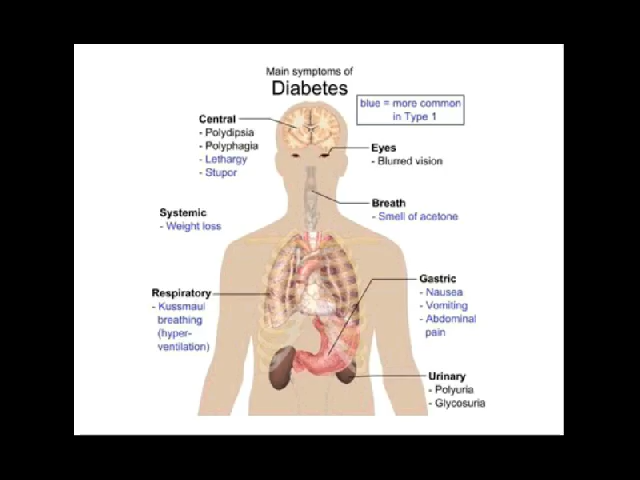 Main symptoms of
Diabetes
blue = more common
in Type 1
Central
- Polydipsia
- Polyphagia
- Lethargy
- Stupor
Eyes
- Blurred vision
Breath
- Smell of acetone
Systemic
- Weight loss
Respiratory
- Kussmaul
breathing
(hyper-
ventilation)
Gastric
- Nausea
- Vomiting
- Abdominal
pain
Urinary
- Polyuria
- Glycosuria